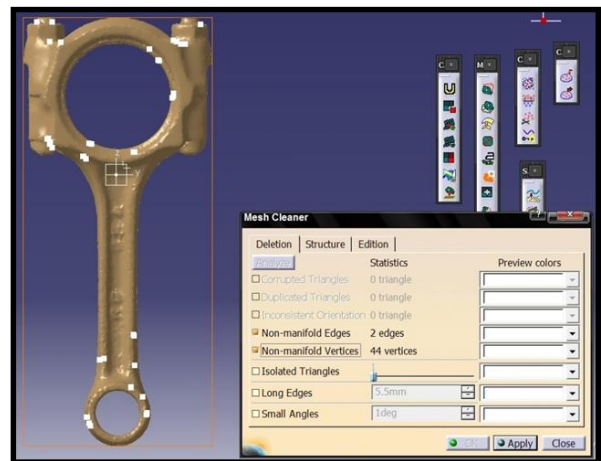 C.
M
C.
C.
S.
Y
Mesh Cleaner
Deletion Structure Edition
Analyze Statistics Preview colors
Corrupted Triangles 0 triangle
Duplicated Triangles 0 triangle
Inconsistent Orientation 0 triangle
Non-manifold Edges 2 edges
Non-manifold Vertices 44 vertices
Isolated Triangles
Long Edges 5.5mm
Small Angles 1deg
OK Apply Close